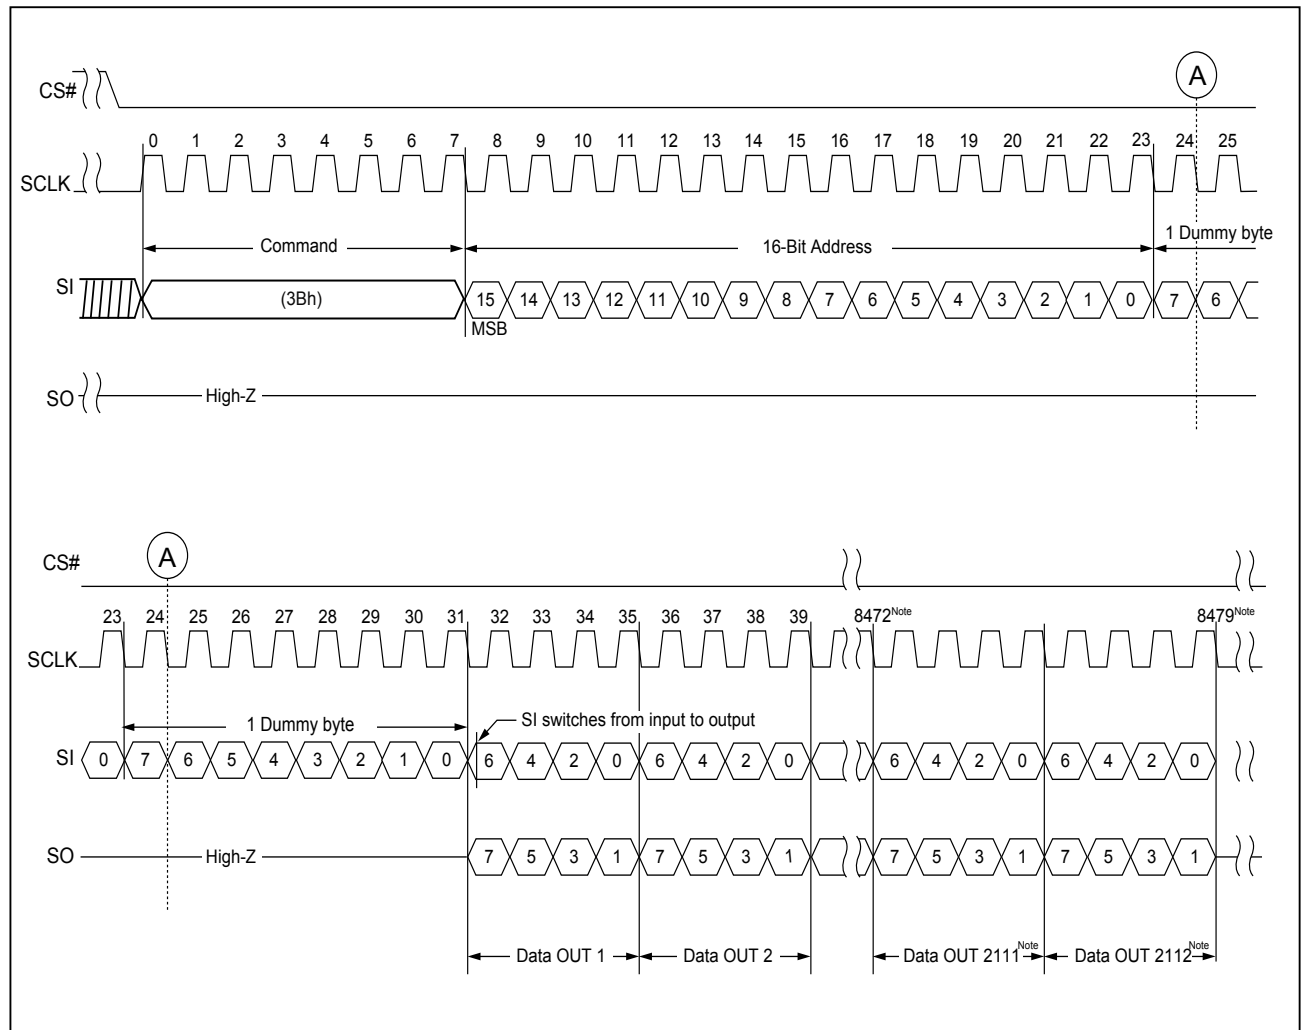 A
CS#
0 1 2 3 4 5 6 7 8 9 10 11 12 13 14 15 16 17 18 19 20 21 22 23 24 25
SCLK
Command 16-Bit Address 1 Dummy byte
SI (3Bh) 15 14 13 12 11 10 9 8 7 6 5 4 3 2 1 0 7 6
MSB
SO High-Z
A
CS#
23 24 25 26 27 28 29 30 31 32 33 34 35 36 37 38 39 8472Note 8479Note
SCLK
1 Dummy byte SI switches from input to output
SI 0 7 6 5 4 3 2 1 0 6 4 2 0 6 4 2 0 6 4 2 0 6 4 2 0
SO High-Z 7 5 3 1 7 5 3 1 7 5 3 1 7 5 3 1
Data OUT 1 Data OUT 2 Data OUT 2111Note Data OUT 2112Note